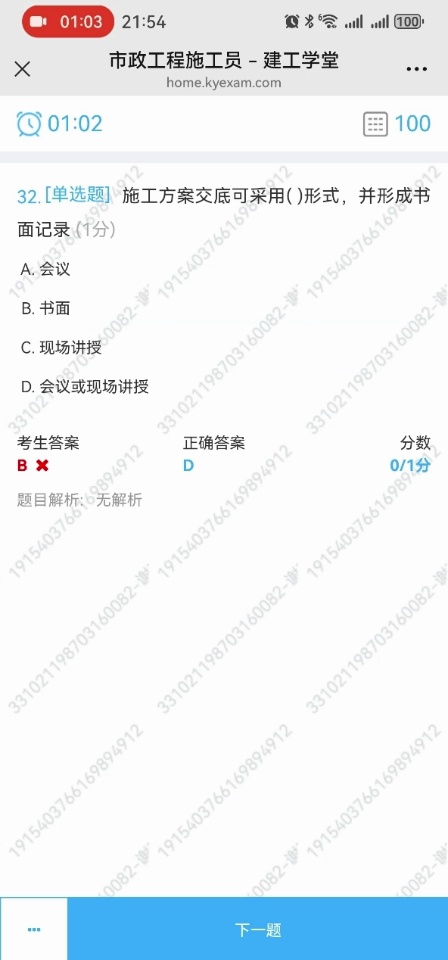 01:03 21:54 6 100
市政工程施工员 – 建工学堂
home.kyexam.com
01:02 100
32.[单选题] 施工方案交底可采用( )形式，并形成书
面记录 (1分)
A. 会议
B. 书面
C. 现场讲授
D. 会议或现场讲授
考生答案 正确答案 分数
B ✖ D 0/1分
题目解析： 无解析
331021198703160082-谢
1915403766169894912
下一题